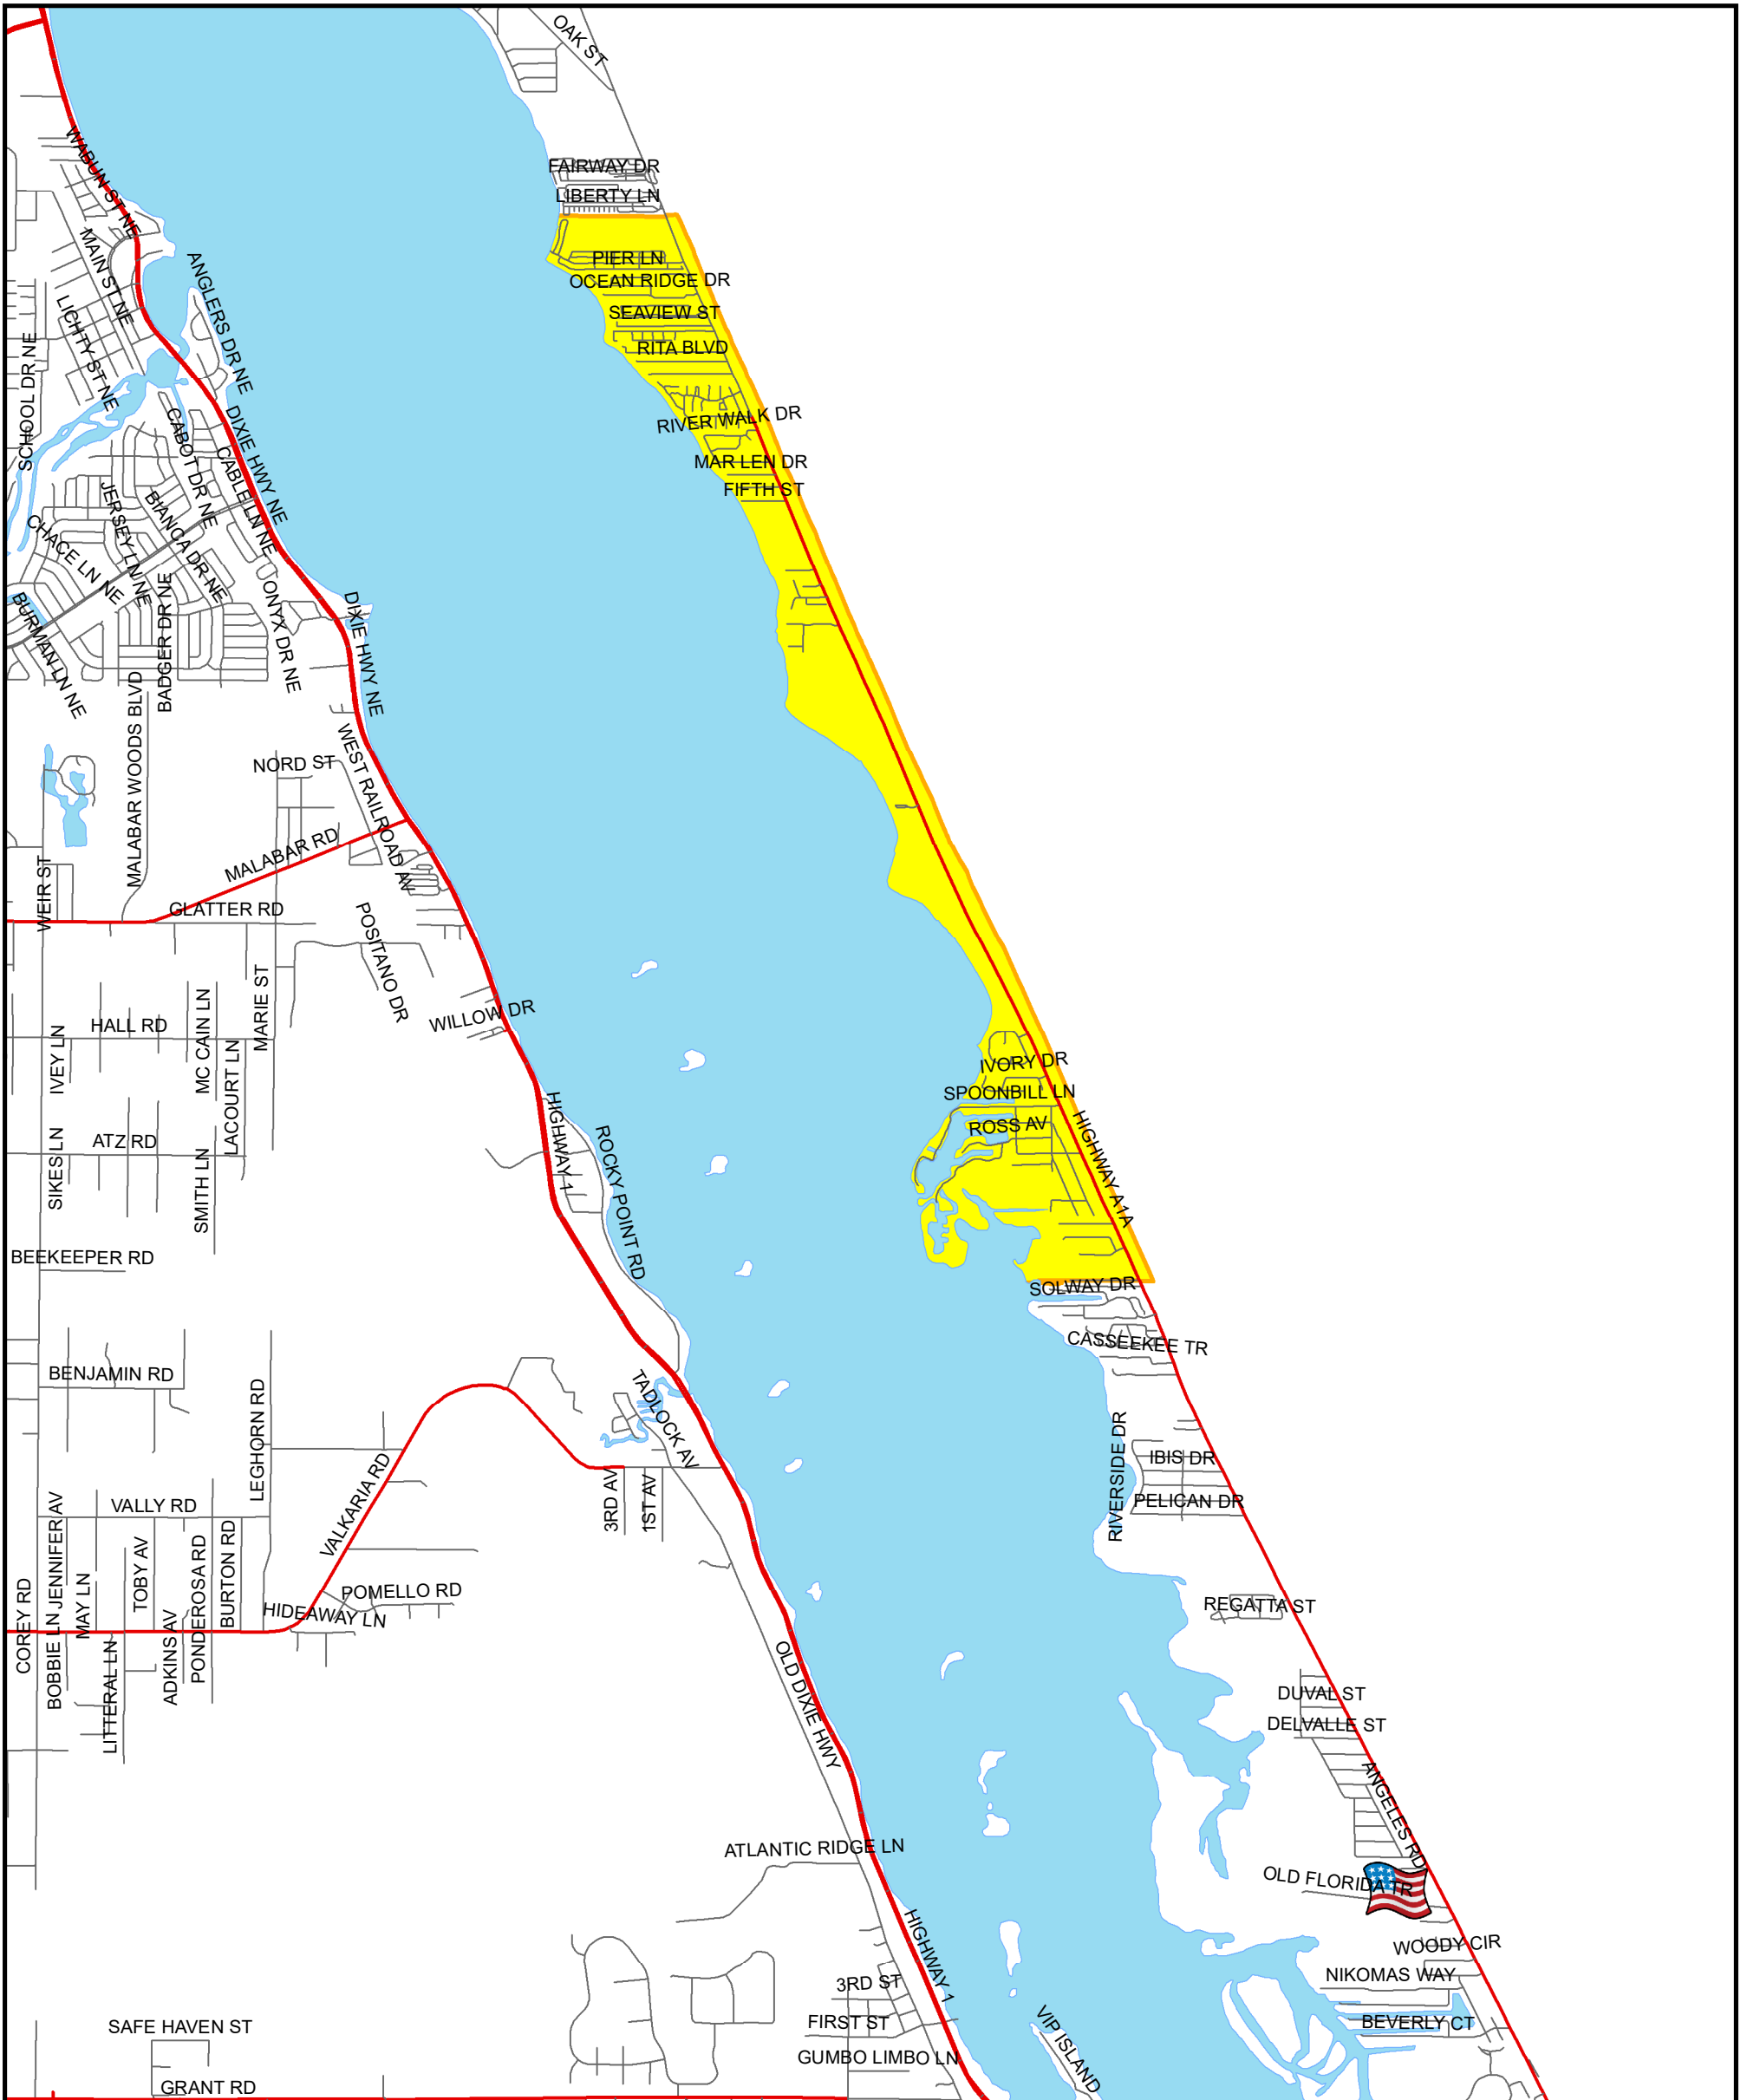 OAK ST
FAIRWAY DR
LIBERTY LN
WABUN ST NE
MAIN ST NE
ANGLERS DR NE
PIER LN
OCEAN RIDGE DR
SEAVIEW ST
RITA BLVD
LICHTY ST NE
SCHOOL DR NE
RIVER WALK DR
MAR LEN DR
FIFTH ST
CABOT DR NE
DIXIE HWY NE
CABLE LN NE
JERSEY LN NE
BIANCA DR NE
CHACE LN NE
BADGER DR NE
ONYX DR NE
BURMAN LN NE
DIXIE HWY NE
MALABAR WOODS BLVD
NORD ST
WEST RAILROAD AV
MALABAR RD
WEIR ST
GLATTER RD
POSITANO DR
MARIE ST
WILLOW DR
HALL RD
MC CAIN LN
IVEY LN
LACOURT LN
IVORY DR
SPOONBILL LN
ROSS AV
HIGHWAY A1A
HIGHWAY 1
ROCKY POINT RD
ATZ RD
SIKES LN
SMITH LN
BEEKEEPER RD
SOLWAY DR
CASSEEKEE TR
BENJAMIN RD
LEGHORN RD
TADLOCK AV
RIVERSIDE DR
IBIS DR
PELICAN DR
VALKARIA RD
3RD AV
1ST AV
VALLY RD
JENNIFER AV
TOBY AV
PONDEROSA RD
BURTON RD
MAY LN
POMELLO RD
HIDEAWAY LN
COREY RD
BOBBIE LN
ADKINS AV
LITTERAL LN
REGATTA ST
OLD DIXIE HWY
DUVAL ST
DELVALLE ST
ANGELES RD
ATLANTIC RIDGE LN
OLD FLORIDA TR
HIGHWAY 1
WOODY CIR
NIKOMAS WAY
3RD ST
FIRST ST
BEVERLY CT
SAFE HAVEN ST
VIP ISLAND
GUMBO LIMBO LN
GRANT RD